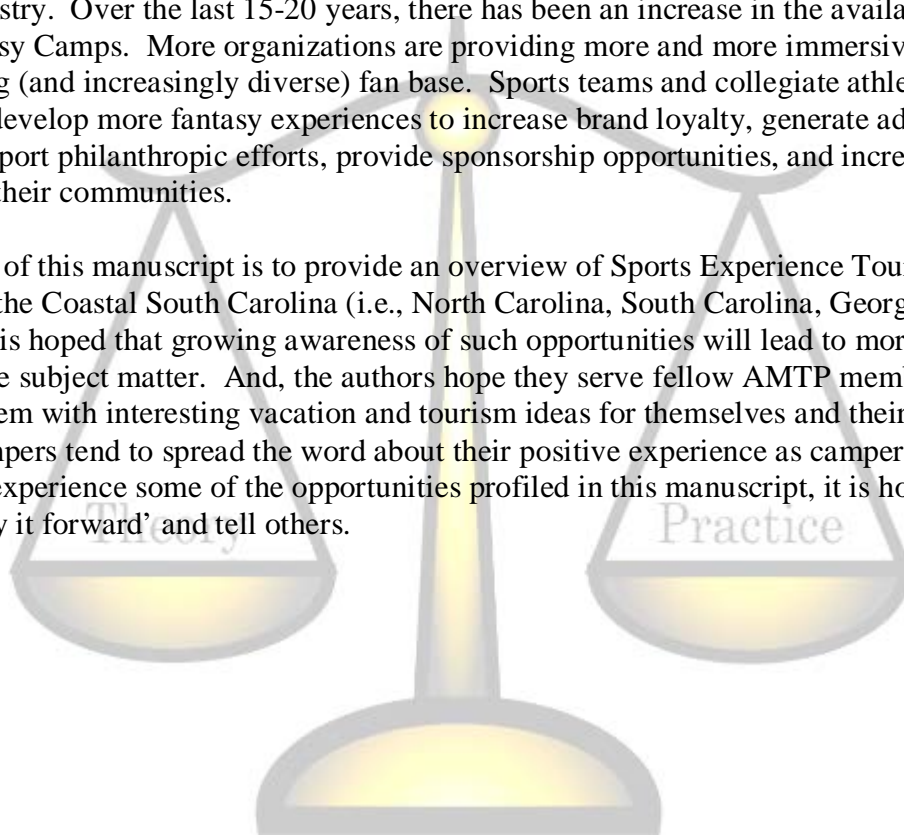 stry. Over the last 15-20 years, there has been an increase in the availa
sy Camps. More organizations are providing more and more immersiv
g (and increasingly diverse) fan base. Sports teams and collegiate athle
develop more fantasy experiences to increase brand loyalty, generate ad
port philanthropic efforts, provide sponsorship opportunities, and incre
their communities.
of this manuscript is to provide an overview of Sports Experience Tour
the Coastal South Carolina (i.e., North Carolina, South Carolina, Georg
is hoped that growing awareness of such opportunities will lead to mor
e subject matter. And, the authors hope they serve fellow AMTP memb
em with interesting vacation and tourism ideas for themselves and their
mpers tend to spread the word about their positive experience as camper
experience some of the opportunities profiled in this manuscript, it is ho
y it forward’ and tell others.
Theory Practice